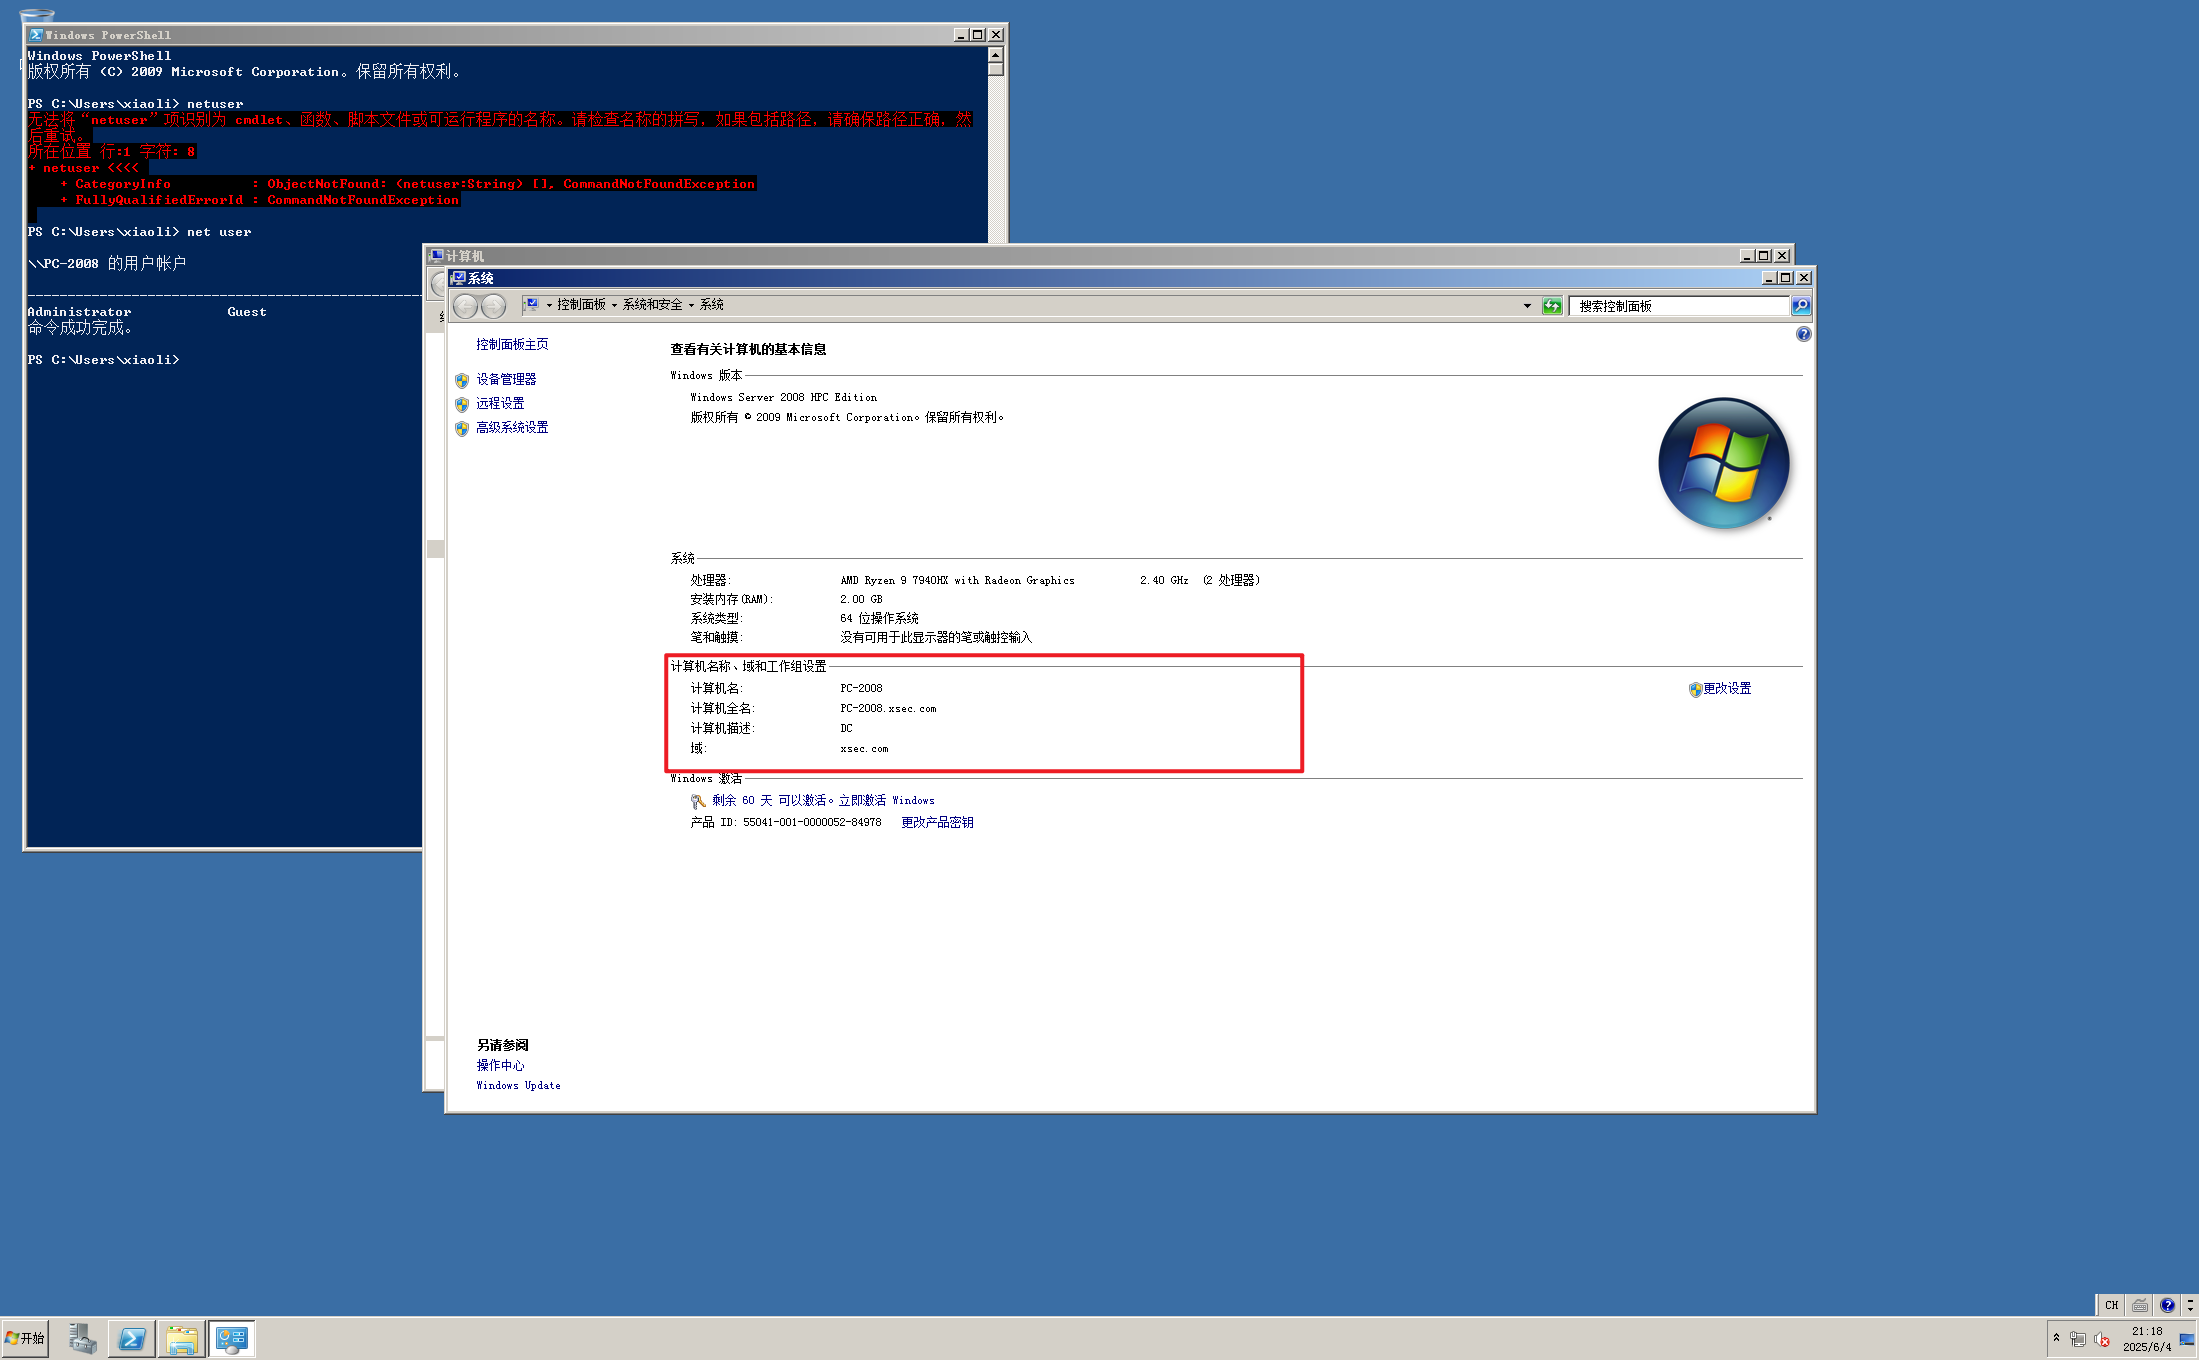 Windows PowerShell
Windows PowerShell
版权所有 (C) 2009 Microsoft Corporation。保留所有权利。
PS C:\Users\xiaoli> netuser
无法将“netuser”项识别为 cmdlet、函数、脚本文件或可运行程序的名称。请检查名称的拼写，如果包括路径，请确保路径正确，然
后重试。
所在位置 行:1 字符: 8
+ netuser <<<<
+ CategoryInfo : ObjectNotFound: (netuser:String) [], CommandNotFoundException
+ FullyQualifiedErrorId : CommandNotFoundException
PS C:\Users\xiaoli> net user
\\PC-2008 的用户帐户
-------------------------------------------------
Administrator Guest
命令成功完成。
PS C:\Users\xiaoli>
计算机
系统
控制面板 系统和安全 系统
搜索控制面板
控制面板主页
设备管理器
远程设置
高级系统设置
查看有关计算机的基本信息
Windows 版本
Windows Server 2008 HPC Edition
版权所有 © 2009 Microsoft Corporation。保留所有权利。
系统
处理器: AMD Ryzen 9 7940HX with Radeon Graphics 2.40 GHz (2 处理器)
安装内存(RAM): 2.00 GB
系统类型: 64 位操作系统
笔和触摸: 没有可用于此显示器的笔或触控输入
计算机名称、域和工作组设置
计算机名: PC-2008
更改设置
计算机全名: PC-2008.xsec.com
计算机描述: DC
域: xsec.com
Windows 激活
剩余 60 天 可以激活。立即激活 Windows
产品 ID: 55041-001-0000052-84978 更改产品密钥
另请参阅
操作中心
Windows Update
CH
开始
21:18
2025/6/4